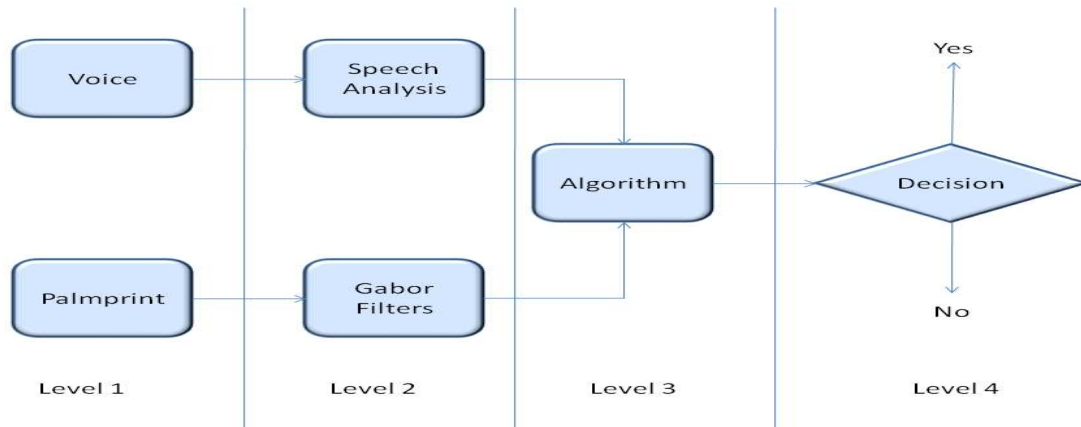 Voice
Speech
Analysis
Yes
Algorithm
Decision
Palmprint
Gabor
Filters
No
Level 1
Level 2
Level 3
Level 4